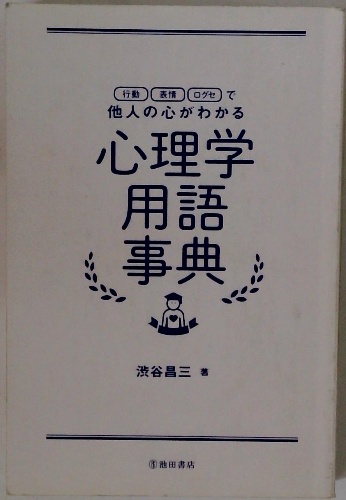 行動 表情 口グセ で
他人の心がわかる
心理学
用語
事典
渋谷昌三 著
池田書店